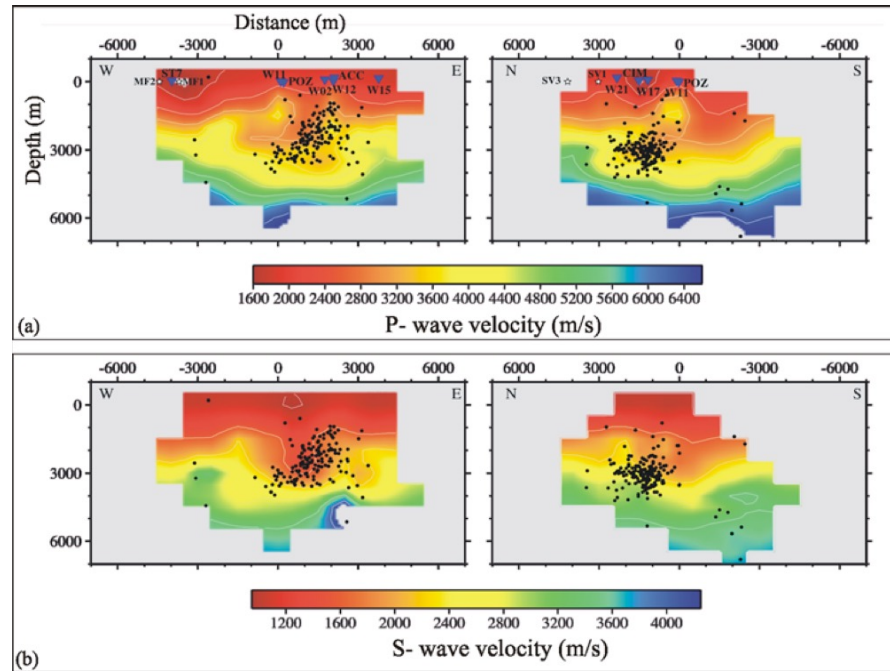 Distance (m)
-6000 -3000 0 3000 6000 6000 3000 0 -3000 -6000
W E N S
ST7 W11 ACC SV1 CIM
MF2 MF1 POZ SV3 POZ
W02 W12 W15 W21 W17 W11
0
3000
6000
Depth (m)
1600 2000 2400 2800 3200 3600 4000 4400 4800 5200 5600 6000 6400
(a) P- wave velocity (m/s)
-6000 -3000 0 3000 6000 6000 3000 0 -3000 -6000
W E N S
0
3000
6000
1200 1600 2000 2400 2800 3200 3600 4000
(b) S- wave velocity (m/s)